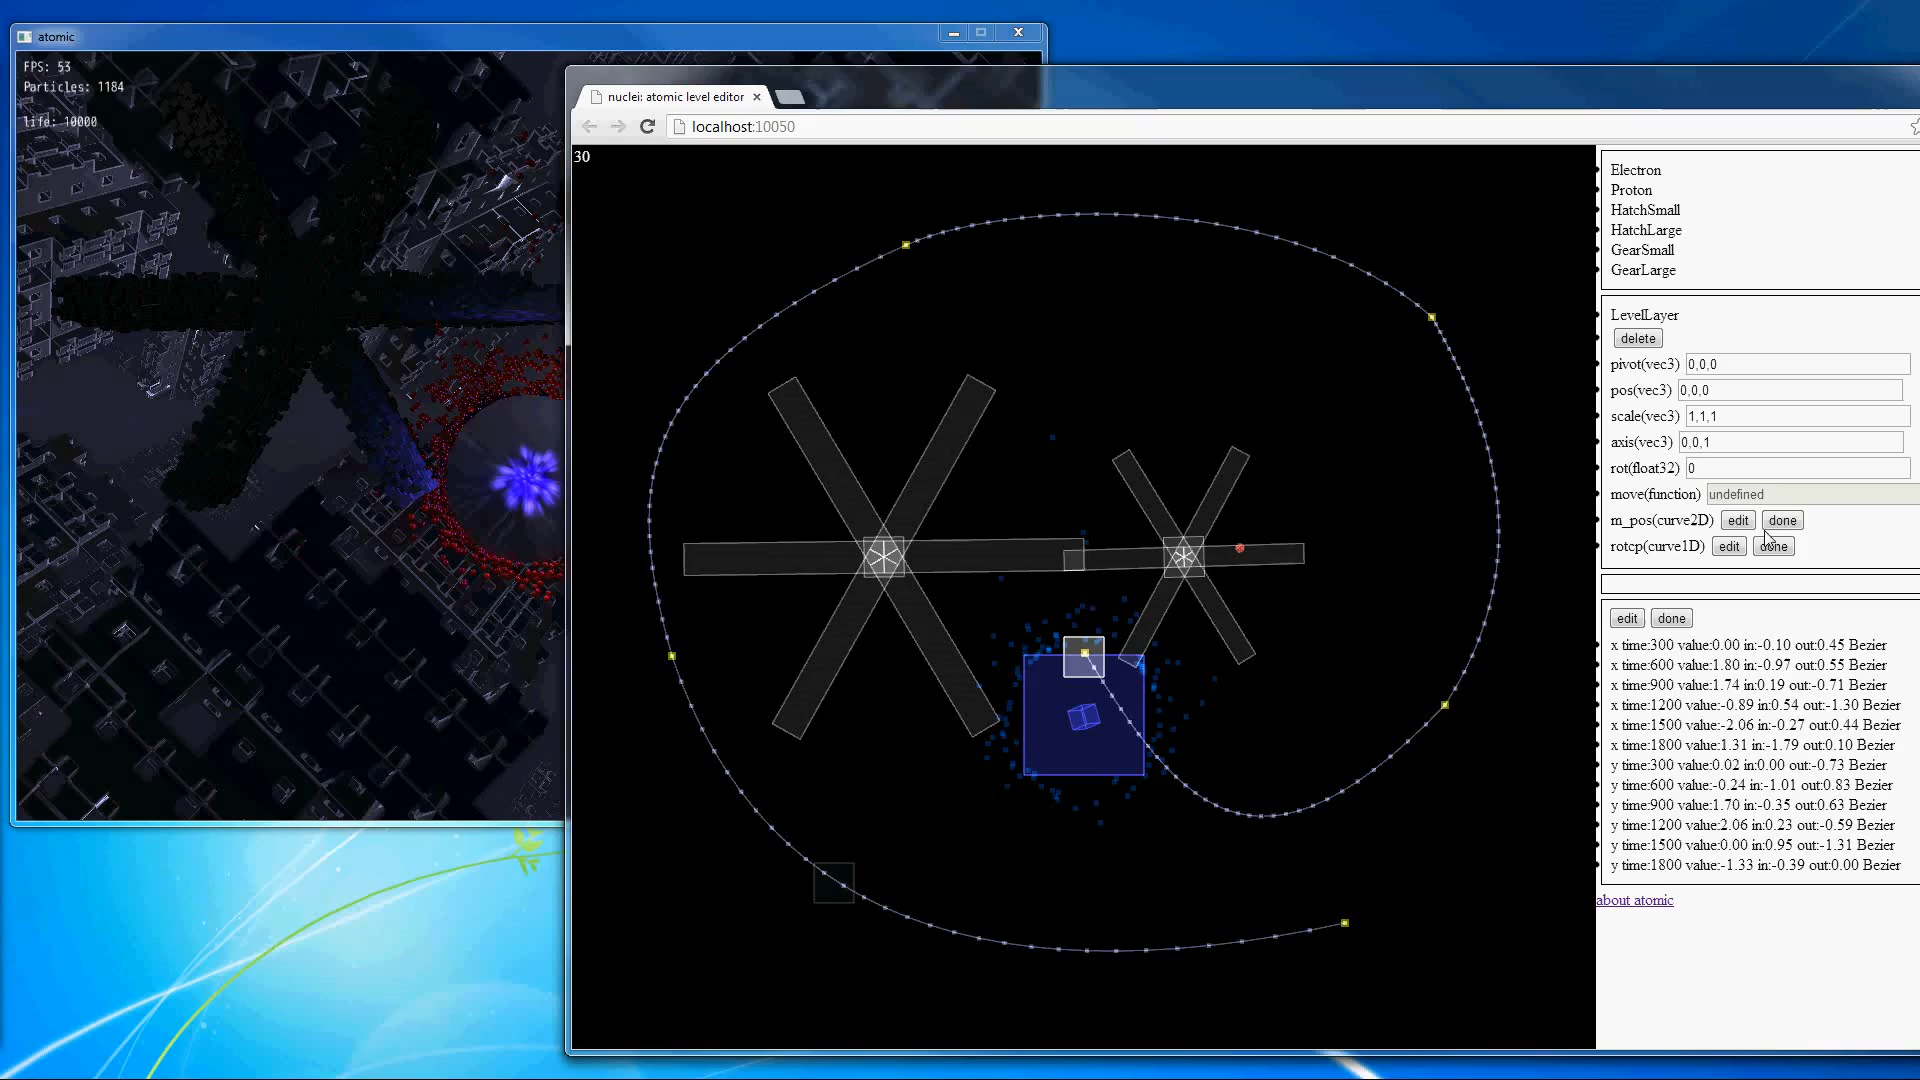 atomic
FPS: 53
Particles: 1184
life: 10000
nuclei: atomic level editor
localhost:10050
30
Electron
Proton
HatchSmall
HatchLarge
GearSmall
GearLarge
LevelLayer
delete
pivot(vec3) 0,0,0
pos(vec3) 0,0,0
scale(vec3) 1,1,1
axis(vec3) 0,0,1
rot(float32) 0
move(function) undefined
m_pos(curve2D) edit done
rotcp(curve1D) edit done
edit done
x time:300 value:0.00 in:-0.10 out:0.45 Bezier
x time:600 value:1.80 in:-0.97 out:0.55 Bezier
x time:900 value:1.74 in:0.19 out:-0.71 Bezier
x time:1200 value:-0.89 in:0.54 out:-1.30 Bezier
x time:1500 value:-2.06 in:-0.27 out:0.44 Bezier
x time:1800 value:1.31 in:-1.79 out:0.10 Bezier
y time:300 value:0.02 in:0.00 out:-0.73 Bezier
y time:600 value:-0.24 in:-1.01 out:0.83 Bezier
y time:900 value:1.70 in:-0.35 out:0.63 Bezier
y time:1200 value:2.06 in:0.23 out:-0.59 Bezier
y time:1500 value:0.00 in:0.95 out:-1.31 Bezier
y time:1800 value:-1.33 in:-0.39 out:0.00 Bezier
about atomic